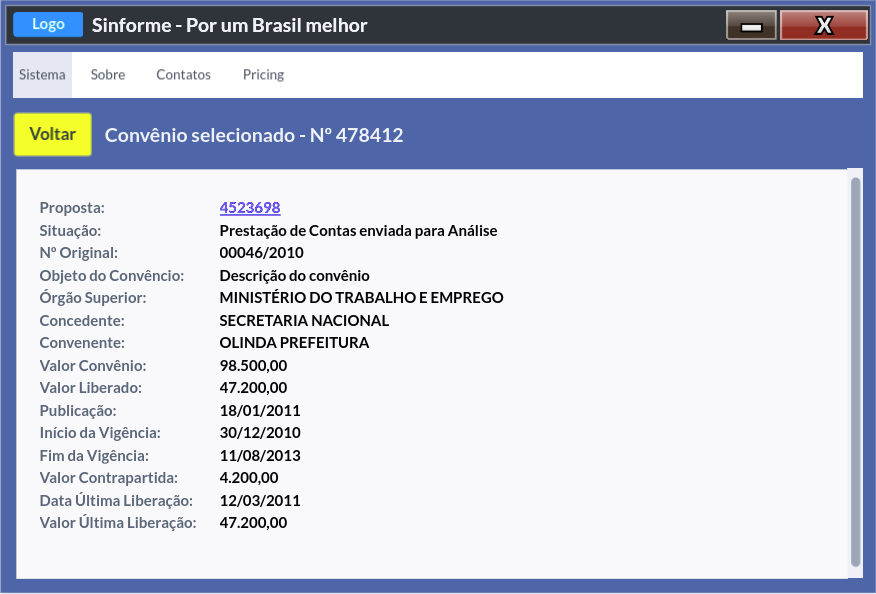 Logo Sinforme - Por um Brasil melhor X
Sistema Sobre Contatos Pricing
Voltar Convênio selecionado - Nº 478412
Proposta: 4523698
Situação: Prestação de Contas enviada para Análise
Nº Original: 00046/2010
Objeto do Convêncio: Descrição do convênio
Órgão Superior: MINISTÉRIO DO TRABALHO E EMPREGO
Concedente: SECRETARIA NACIONAL
Convenente: OLINDA PREFEITURA
Valor Convênio: 98.500,00
Valor Liberado: 47.200,00
Publicação: 18/01/2011
Início da Vigência: 30/12/2010
Fim da Vigência: 11/08/2013
Valor Contrapartida: 4.200,00
Data Última Liberação: 12/03/2011
Valor Última Liberação: 47.200,00